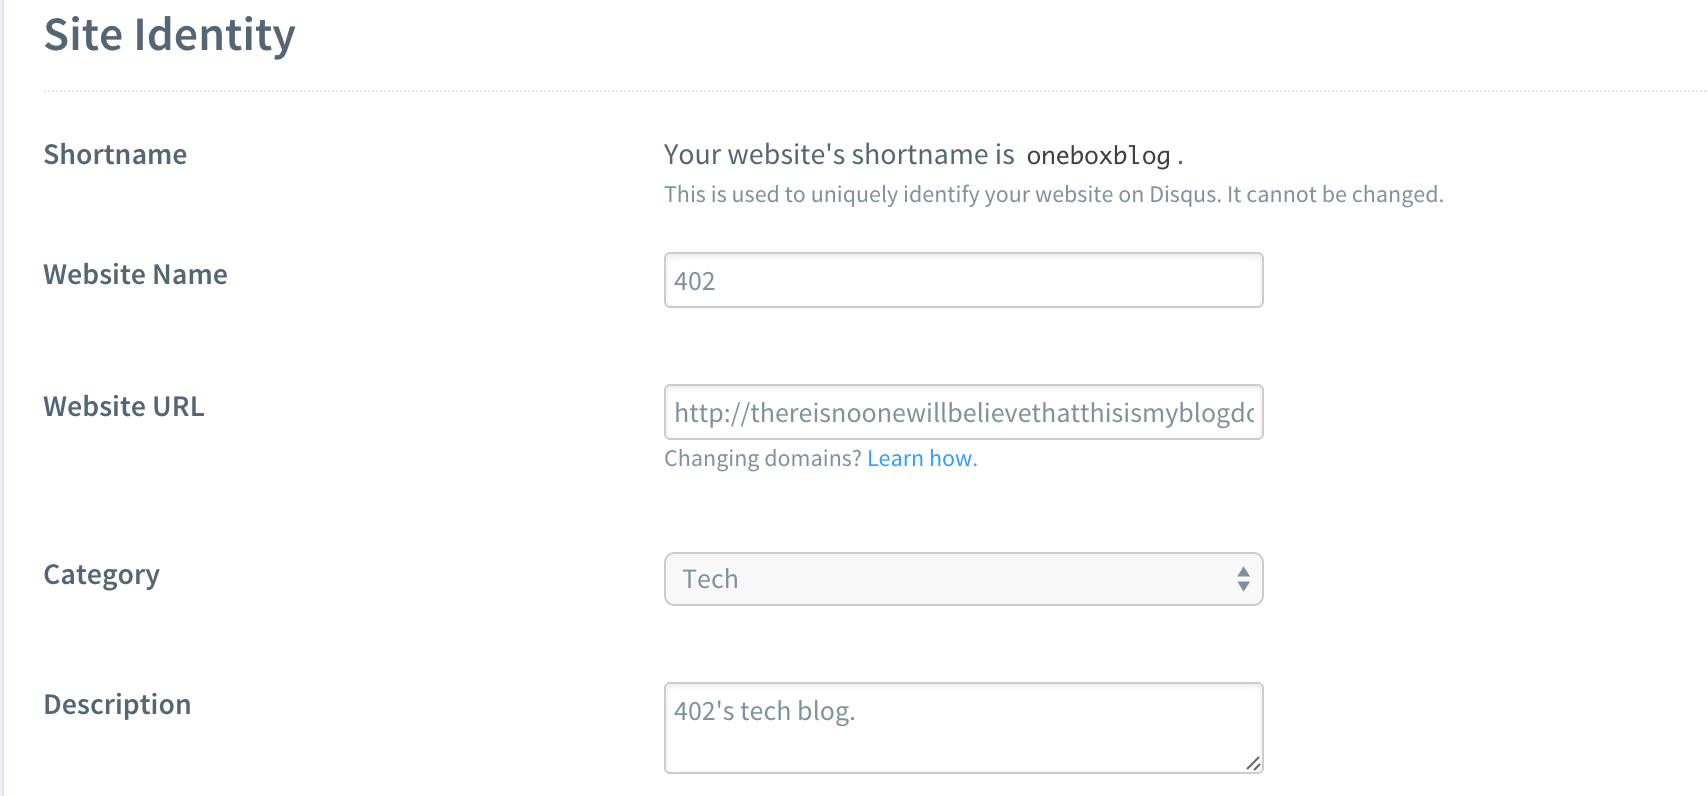 Site Identity
Shortname
Your website's shortname is oneboxblog.
This is used to uniquely identify your website on Disqus. It cannot be changed.
Website Name
402
Website URL
http://thereisnoonewillbelievethatthisismyblogdo
Changing domains? Learn how.
Category
Tech
Description
402's tech blog.